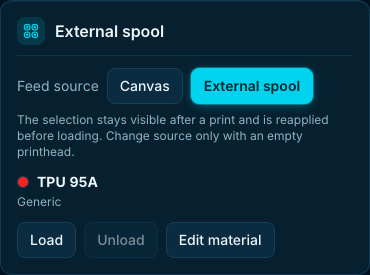 External spool
Feed source Canvas External spool
The selection stays visible after a print and is reapplied
before loading. Change source only with an empty
printhead.
TPU 95A
Generic
Load Unload Edit material